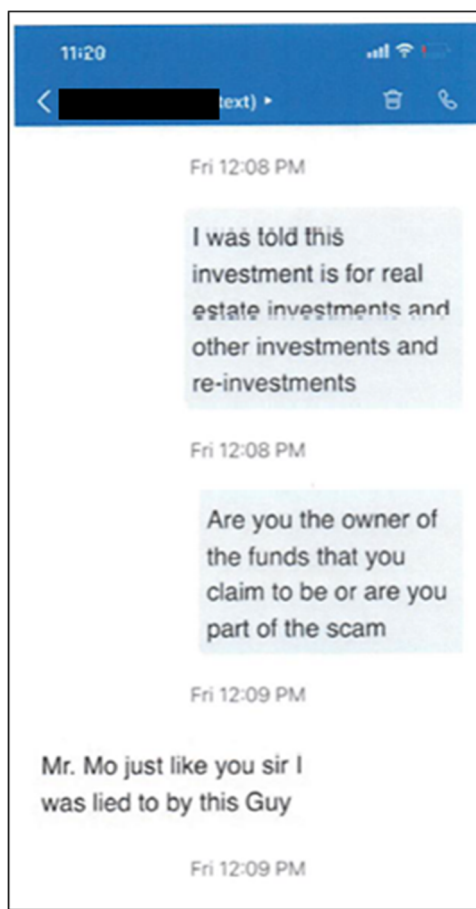 11:20
text)
Fri 12:08 PM
I was told this
investment is for real
estate investments and
other investments and
re-investments
Fri 12:08 PM
Are you the owner of
the funds that you
claim to be or are you
part of the scam
Fri 12:09 PM
Mr. Mo just like you sir I
was lied to by this Guy
Fri 12:09 PM